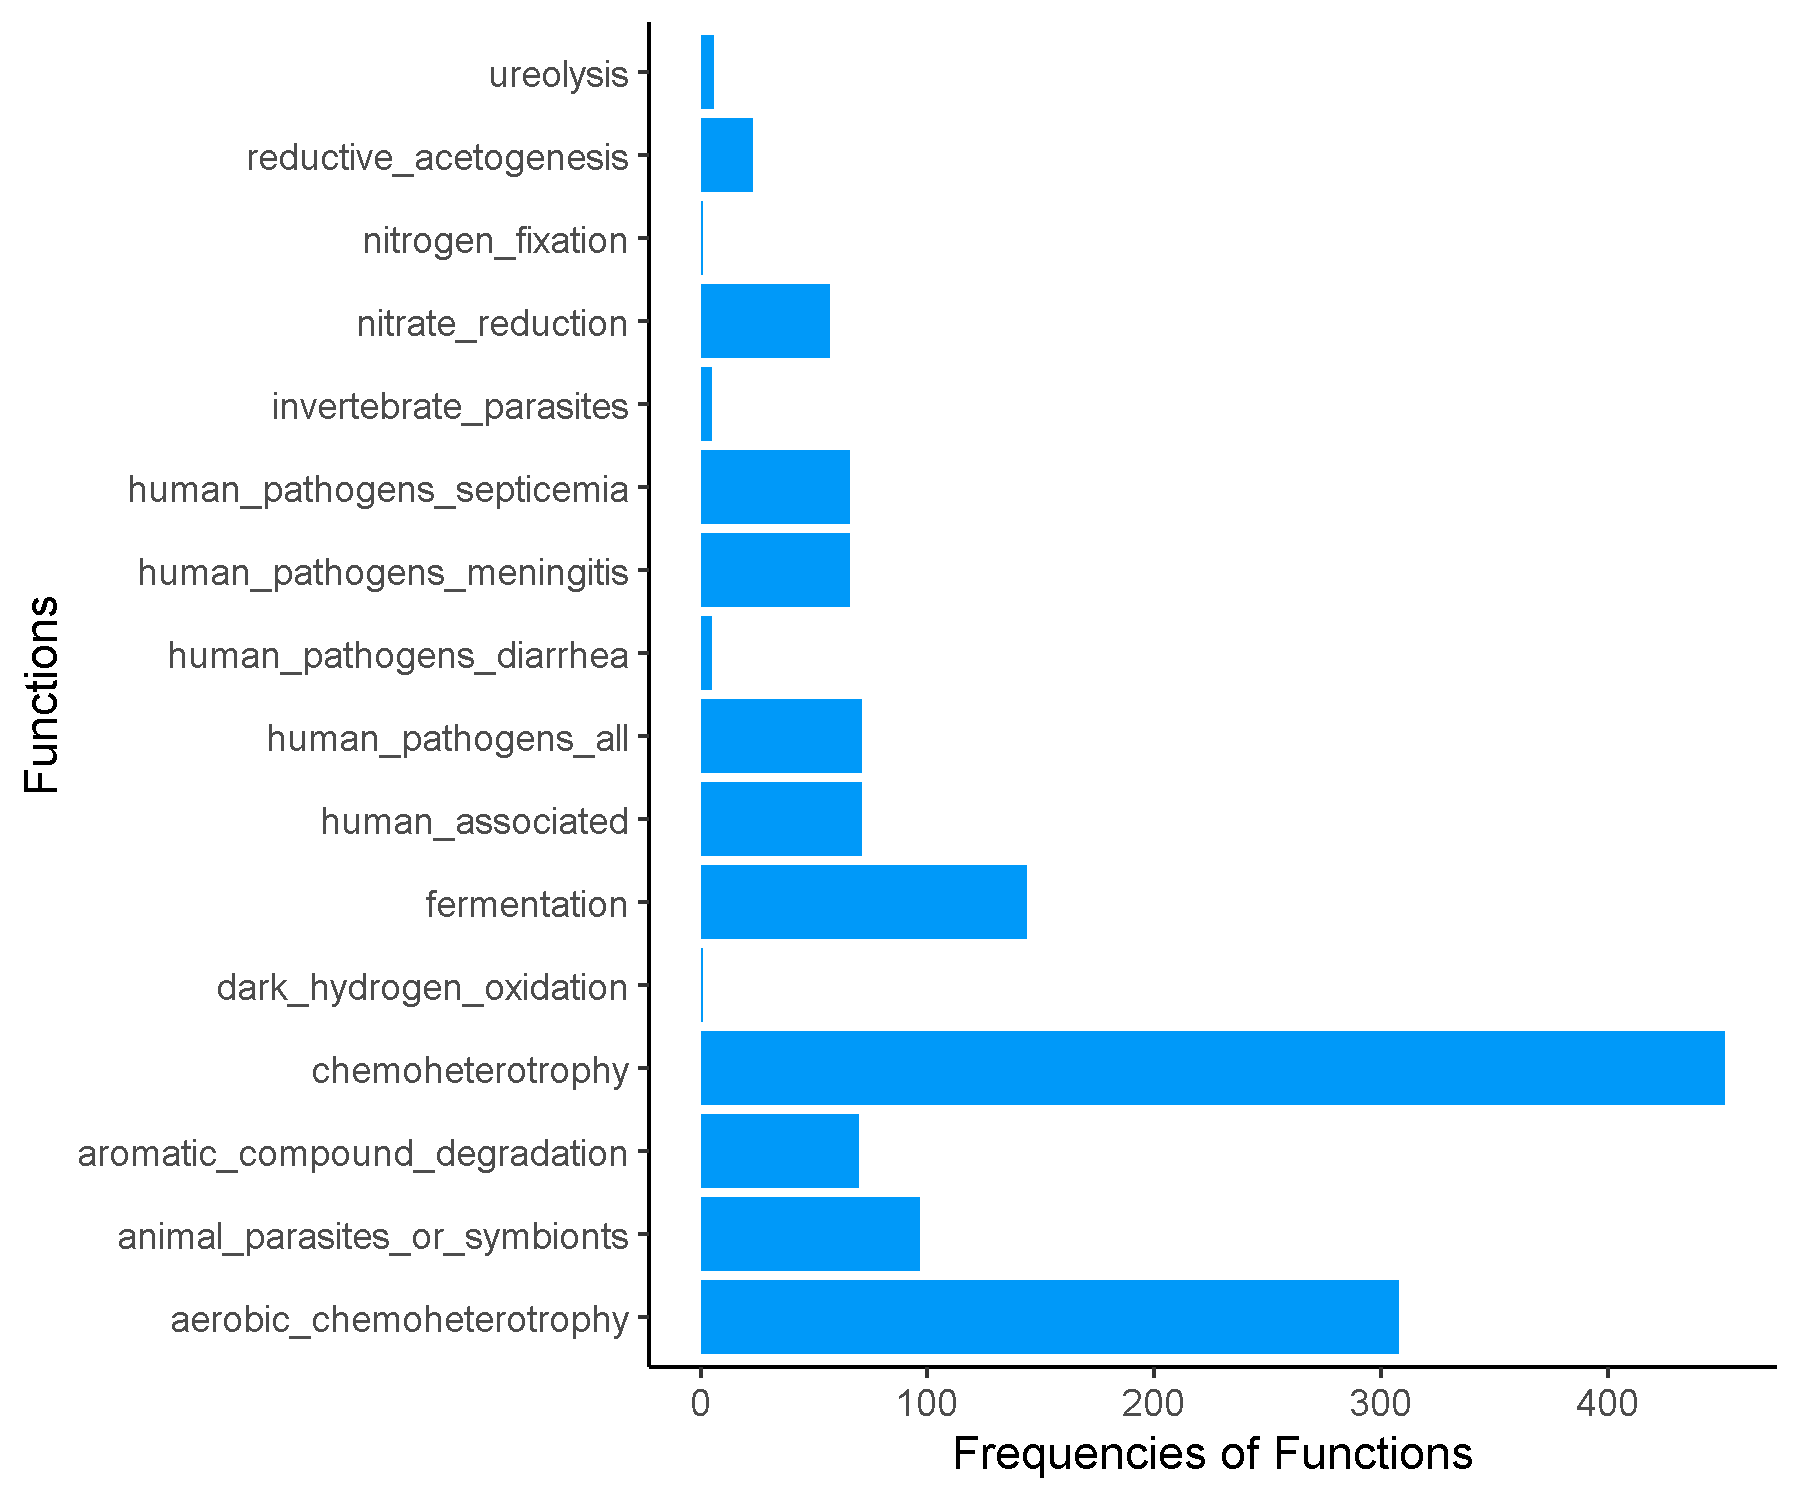 ureolysis
reductive_acetogenesis
nitrogen_fixation
nitrate_reduction
invertebrate_parasites
human_pathogens_septicemia
human_pathogens_meningitis
human_pathogens_diarrhea
human_pathogens_all
human_associated
fermentation
dark_hydrogen_oxidation
chemoheterotrophy
aromatic_compound_degradation
animal_parasites_or_symbionts
aerobic_chemoheterotrophy
Functions
0 100 200 300 400
Frequencies of Functions